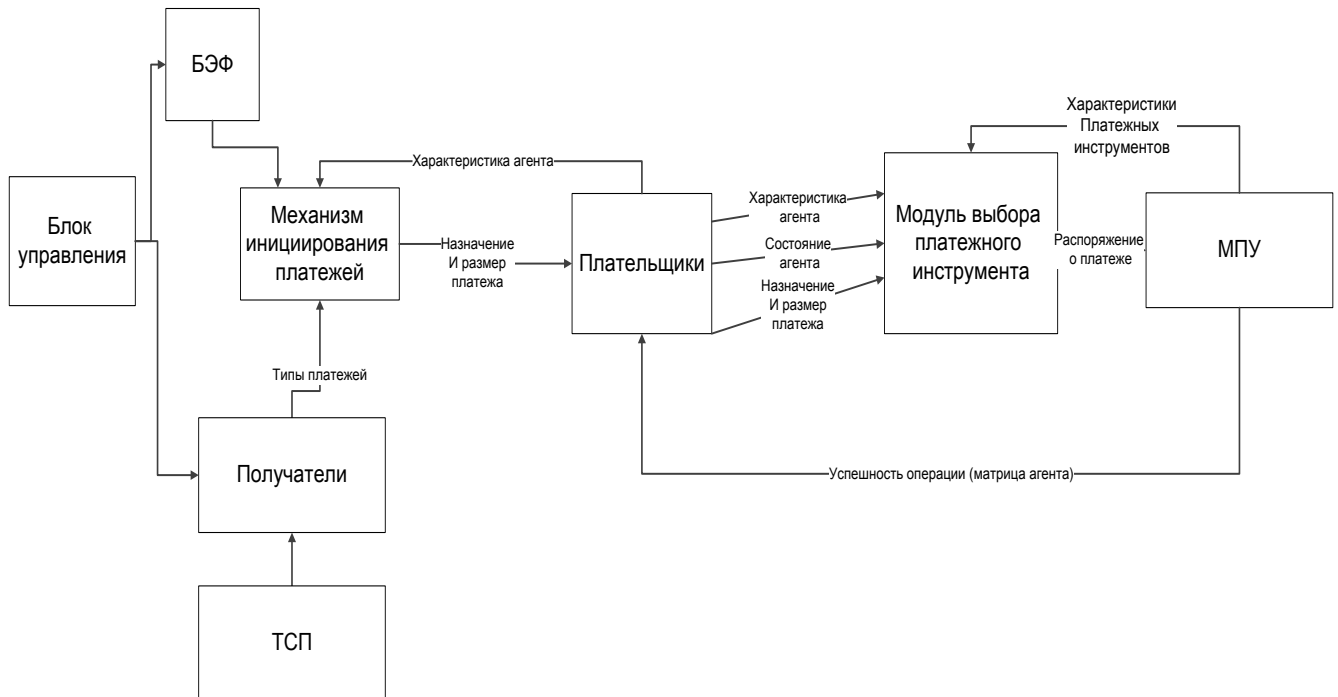 БЭФ
Характеристики
Платежных
инструментов
Характеристика агента
Блок
управления
Механизм
инициирования
платежей
Назначение
И размер
платежа
Плательщики
Характеристика
агента
Состояние
агента
Назначение
И размер
платежа
Модуль выбора
платежного
инструмента
Распоряжение
о платеже
МПУ
Типы платежей
Получатели
Успешность операции (матрица агента)
ТСП